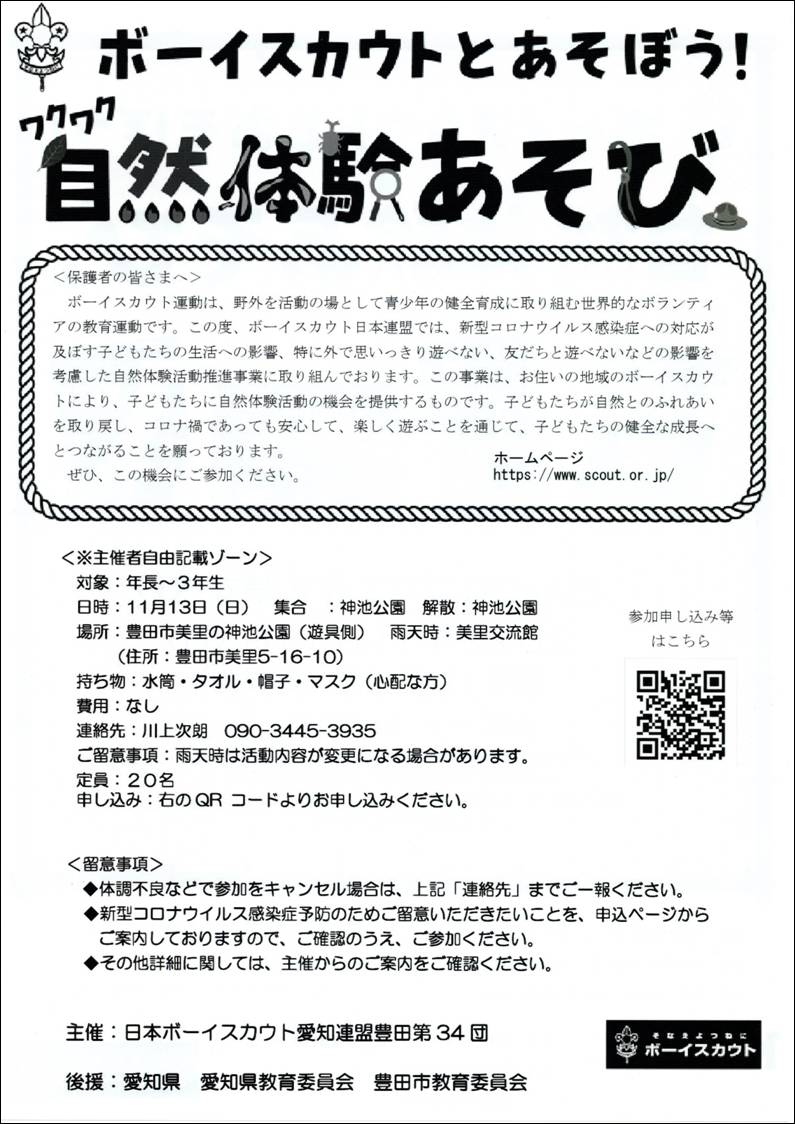 ボーイスカウトとあそぼう!
ワクワク
自然体験あそび
＜保護者の皆さまへ＞
ボーイスカウト運動は、野外を活動の場として青少年の健全育成に取り組む世界的なボランティ
アの教育運動です。この度、ボーイスカウト日本連盟では、新型コロナウイルス感染症への対応が
及ぼす子どもたちの生活への影響、特に外で思いっきり遊べない、友だちと遊べないなどの影響を
考慮した自然体験活動推進事業に取り組んでおります。この事業は、お住いの地域のボーイスカウ
トにより、子どもたちに自然体験活動の機会を提供するものです。子どもたちが自然とのふれあい
を取り戻し、コロナ禍であっても安心して、楽しく遊ぶことを通じて、子どもたちの健全な成長へ
とつながることを願っております。
ぜひ、この機会にご参加ください。
ホームページ
https://www.scout.or.jp/
＜※主催者自由記載ゾーン＞
対象：年長～３年生
日時：11月13日（日）　集合　：神池公園　解散：神池公園
場所：豊田市美里の神池公園（遊具側）　雨天時：美里交流館
（住所：豊田市美里5-16-10）
持ち物：水筒・タオル・帽子・マスク（心配な方）
費用：なし
連絡先：川上次朗　090-3445-3935
ご留意事項：雨天時は活動内容が変更になる場合があります。
定員：２０名
申し込み：右のQR コードよりお申し込みください。
参加申し込み等
はこちら
＜留意事項＞
◆体調不良などで参加をキャンセル場合は、上記「連絡先」までご一報ください。
◆新型コロナウイルス感染症予防のためご留意いただきたいことを、申込ページから
ご案内しておりますので、ご確認のうえ、ご参加ください。
◆その他詳細に関しては、主催からのご案内をご確認ください。
主催：日本ボーイスカウト愛知連盟豊田第34団
後援：愛知県　愛知県教育委員会　豊田市教育委員会
そなえよつねに
ボーイスカウト